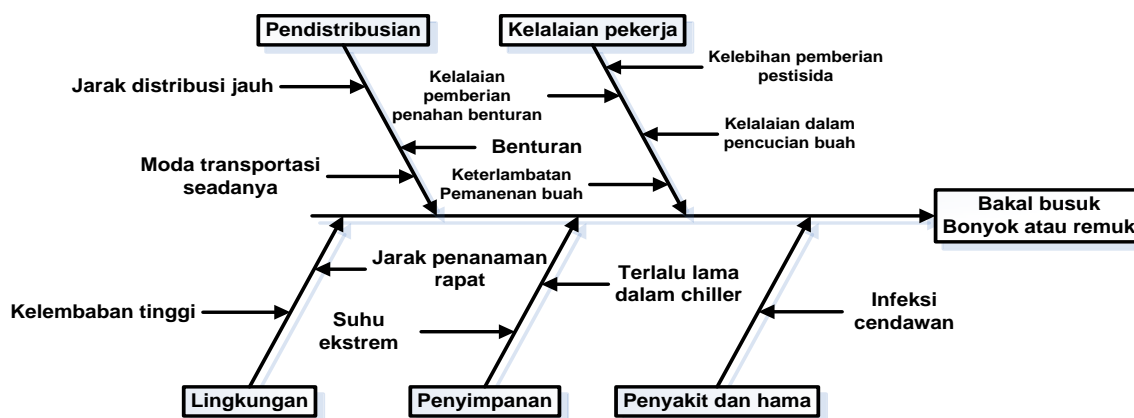 Pendistribusian
Kelalaian pekerja
Jarak distribusi jauh
Kelalaian
pemberian
penahan benturan
Kelebihan pemberian
pestisida
Benturan
Kelalaian dalam
pencucian buah
Moda transportasi
seadanya
Keterlambatan
Pemanenan buah
Bakal busuk
Bonyok atau remuk
Jarak penanaman
rapat
Terlalu lama
dalam chiller
Kelembaban tinggi
Suhu
ekstrem
Infeksi
cendawan
Lingkungan
Penyimpanan
Penyakit dan hama